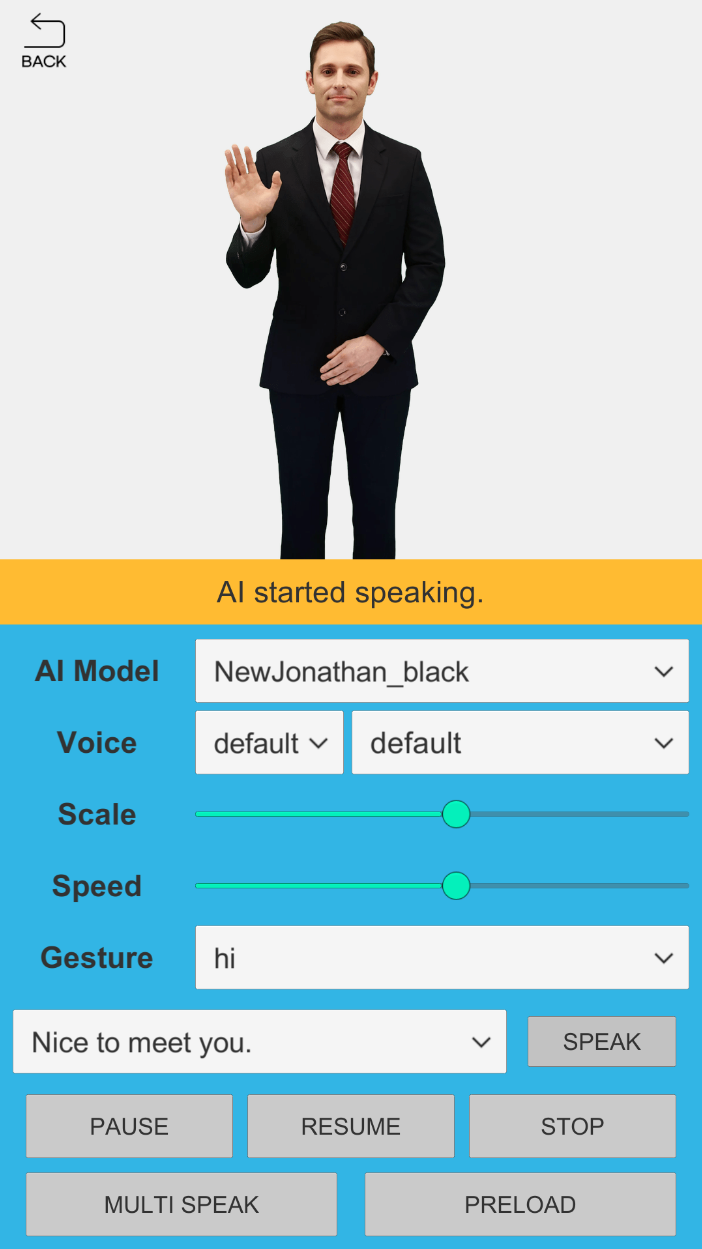 BACK
AI started speaking.
AI Model
NewJonathan_black
Voice
default
default
Scale
Speed
Gesture
hi
Nice to meet you.
SPEAK
PAUSE
RESUME
STOP
MULTI SPEAK
PRELOAD